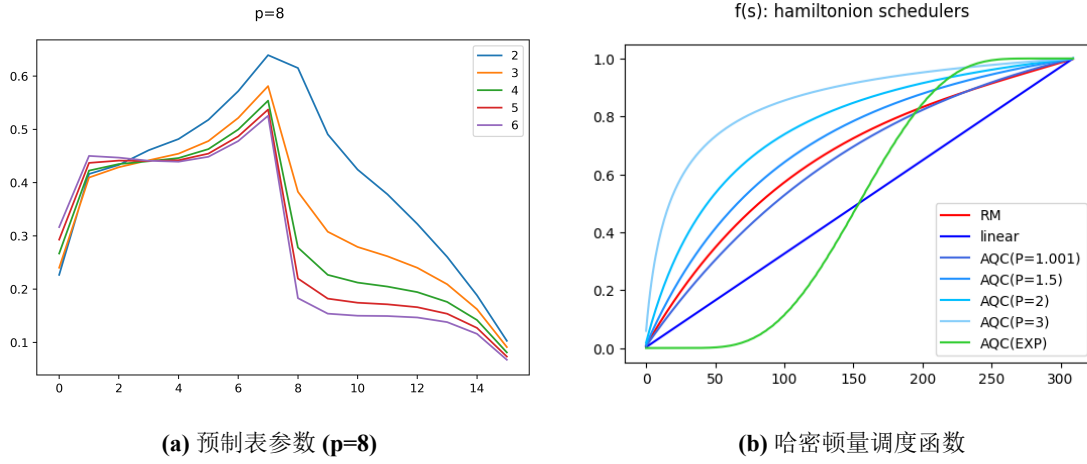 p=8
0.6
0.5
0.4
0.3
0.2
0.1
0 2 4 6 8 10 12 14
2
3
4
5
6
(a) 预制表参数 (p=8)
f(s): hamiltonion schedulers
1.0
0.8
0.6
0.4
0.2
0.0
0 50 100 150 200 250 300
RM
linear
AQC(P=1.001)
AQC(P=1.5)
AQC(P=2)
AQC(P=3)
AQC(EXP)
(b) 哈密顿量调度函数